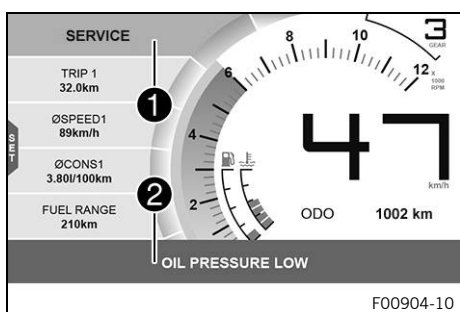 SERVICE
TRIP 1
32.0km
ØSPEED1
89km/h
ØCONS1
3.80l/100km
FUEL RANGE
210km
SET
1
2
2
4
6
8
10
12
X
1000
RPM
3
GEAR
47
km/h
ODO 1002 km
OIL PRESSURE LOW
F00904-10